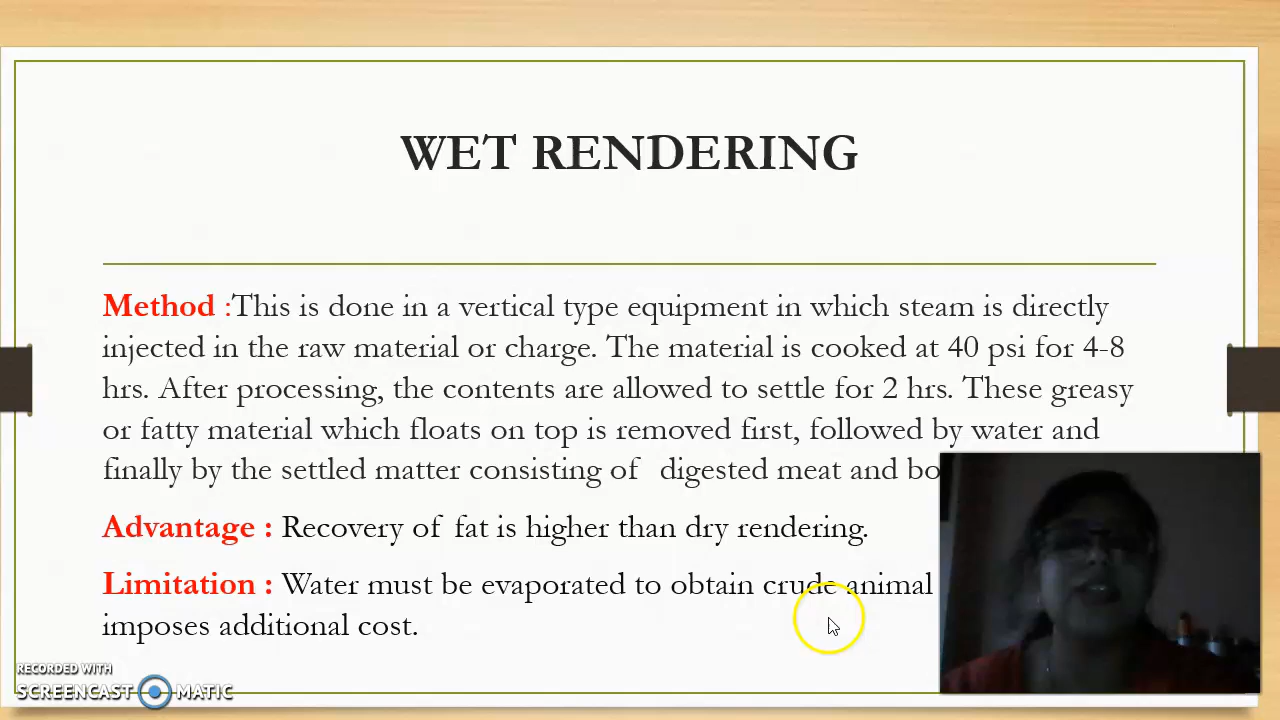 WET RENDERING
Method :This is done in a vertical type equipment in which steam is directly
injected in the raw material or charge. The material is cooked at 40 psi for 4-8
hrs. After processing, the contents are allowed to settle for 2 hrs. These greasy
or fatty material which floats on top is removed first, followed by water and
finally by the settled matter consisting of digested meat and
Advantage : Recovery of fat is higher than dry rendering.
Limitation : Water must be evaporated to obtain crude animal
imposes additional cost.
RECORDED WITH
SCREENCAST MATIC